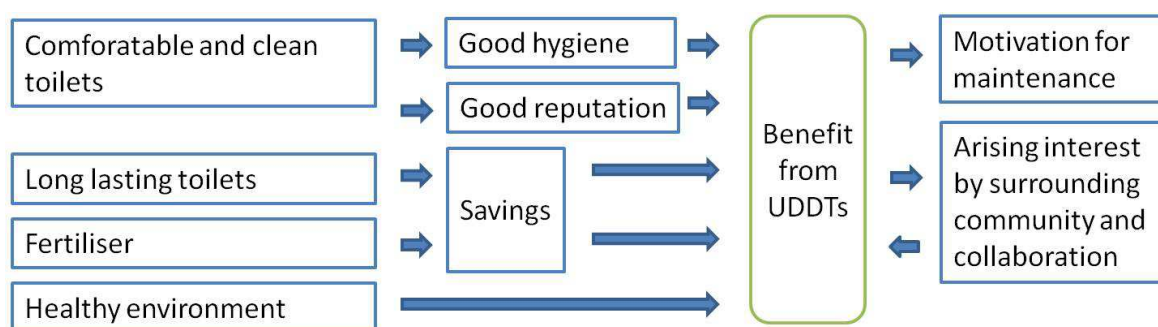 Comforatable and clean
toilets
Good hygiene
Good reputation
Long lasting toilets
Savings
Fertiliser
Healthy environment
Benefit
from
UDDTs
Motivation for
maintenance
Arising interest
by surrounding
community and
collaboration